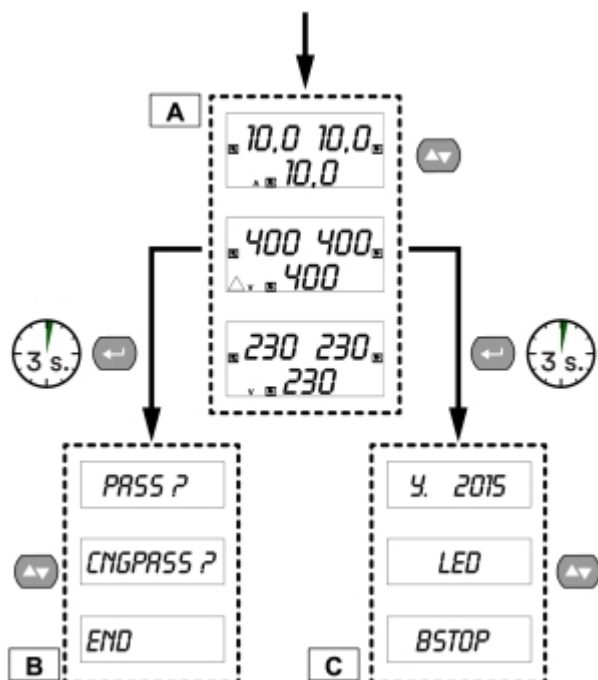 A
10,0 10,0
A 10,0
400 400
V 400
230 230
V 230
3 s.
3 s.
PASS ?
CNGPASS ?
END
B
Y. 2015
LED
BSTOP
C